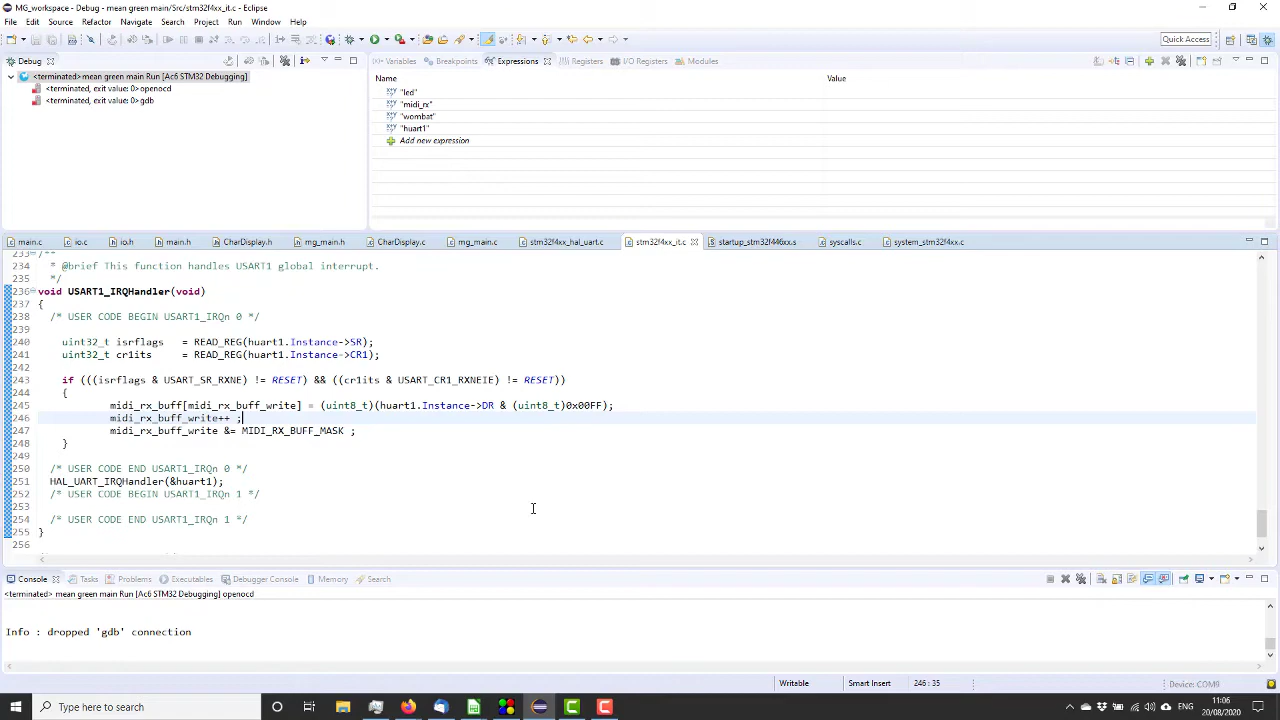 MG_workspace - Debug - mean green main/Src/stm32f4xx_it.c - Eclipse
File Edit Source Refactor Navigate Search Project Run Window Help
Quick Access
Debug
<terminated> mean green main Run [Ac6 STM32 Debugging]
<terminated, exit value: 0> openocd
<terminated, exit value: 0> gdb
(x)= Variables Breakpoints Expressions Registers I/O Registers Modules
Name Value
"led"
"midi_rx"
"wombat"
"huart1"
Add new expression
main.c io.c io.h main.h CharDisplay.h mg_main.h CharDisplay.c mg_main.c stm32f4xx_hal_uart.c stm32f4xx_it.c startup_stm32f446xx.s syscalls.c system_stm32f4xx.c
233 /**
234 * @brief This function handles USART1 global interrupt.
235 */
236 void USART1_IRQHandler(void)
237 {
238 /* USER CODE BEGIN USART1_IRQn 0 */
239
240 uint32_t isrflags = READ_REG(huart1.Instance->SR);
241 uint32_t cr1its = READ_REG(huart1.Instance->CR1);
242
243 if (((isrflags & USART_SR_RXNE) != RESET) && ((cr1its & USART_CR1_RXNEIE) != RESET))
244 {
245 midi_rx_buff[midi_rx_buff_write] = (uint8_t)(huart1.Instance->DR & (uint8_t)0x00FF);
246 midi_rx_buff_write++ ;
247 midi_rx_buff_write &= MIDI_RX_BUFF_MASK ;
248 }
249
250 /* USER CODE END USART1_IRQn 0 */
251 HAL_UART_IRQHandler(&huart1);
252 /* USER CODE BEGIN USART1_IRQn 1 */
253
254 /* USER CODE END USART1_IRQn 1 */
255 }
256
Console Tasks Problems Executables Debugger Console Memory Search
<terminated> mean green main Run [Ac6 STM32 Debugging] openocd
Info : dropped 'gdb' connection
Writable Smart Insert 246 : 35 Device: COM9
Type here to search
ENG
11:06
20/08/2020